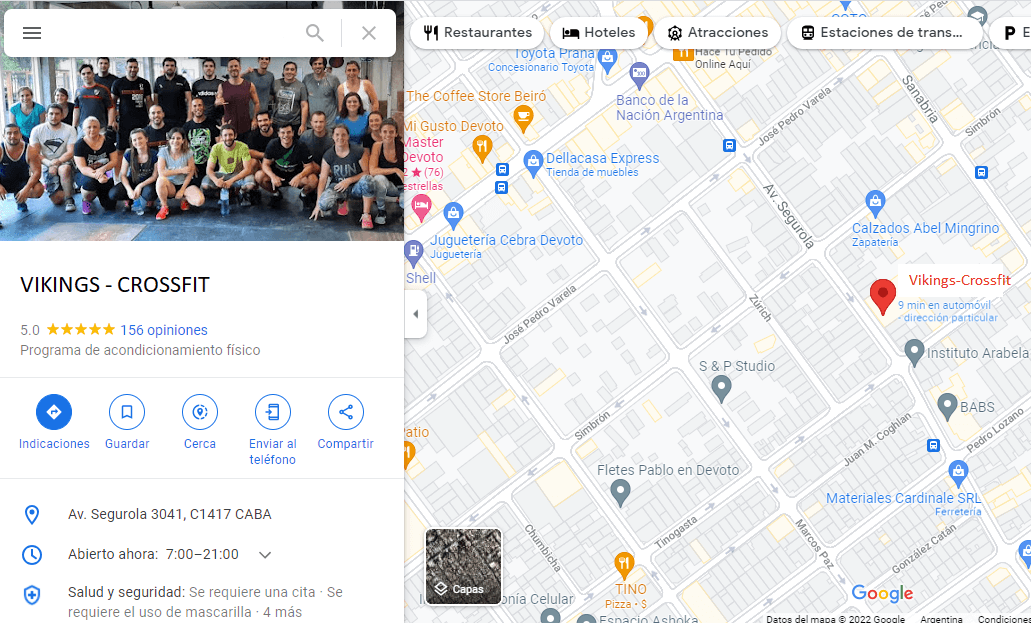 Restaurantes
Hoteles
Atracciones
Estaciones de trans...
P
Toyota Prana
Concesionario Toyota
Hace Tu Pedido
Online Aquí
Banco de la
Nación Argentina
José Pedro Varela
Sanabria
Simbrón
The Coffee Store Beiró
Mi Gusto Devoto
Master
Devoto
(76)
estrellas
Dellacasa Express
Tienda de muebles
Av. Segurola
Calzados Abel Mingrino
Zapatería
Juguetería Cebra Devoto
Juguetería
Shell
Vikings-Crossfit
9 min en automóvil
- dirección particular
José Pedro Varela
Zúrich
Instituto Arabela
S & P Studio
BABS
Simbrón
Juan M. Coghlan
Pedro Lozano
Fletes Pablo en Devoto
Materiales Cardinale SRL
Ferretería
Chumbicha
Tinogasta
Marcos Paz
González Catán
TINO
Pizza · $
Capas
Google
Espacio Ashoka
Datos del mapa © 2022 Google
Argentina
Condiciones
VIKINGS - CROSSFIT
5.0 ★★★★★ 156 opiniones
Programa de acondicionamiento físico
Indicaciones
Guardar
Cerca
Enviar al
teléfono
Compartir
Av. Segurola 3041, C1417 CABA
Abierto ahora: 7:00–21:00
Salud y seguridad: Se requiere una cita · Se
requiere el uso de mascarilla · 4 más